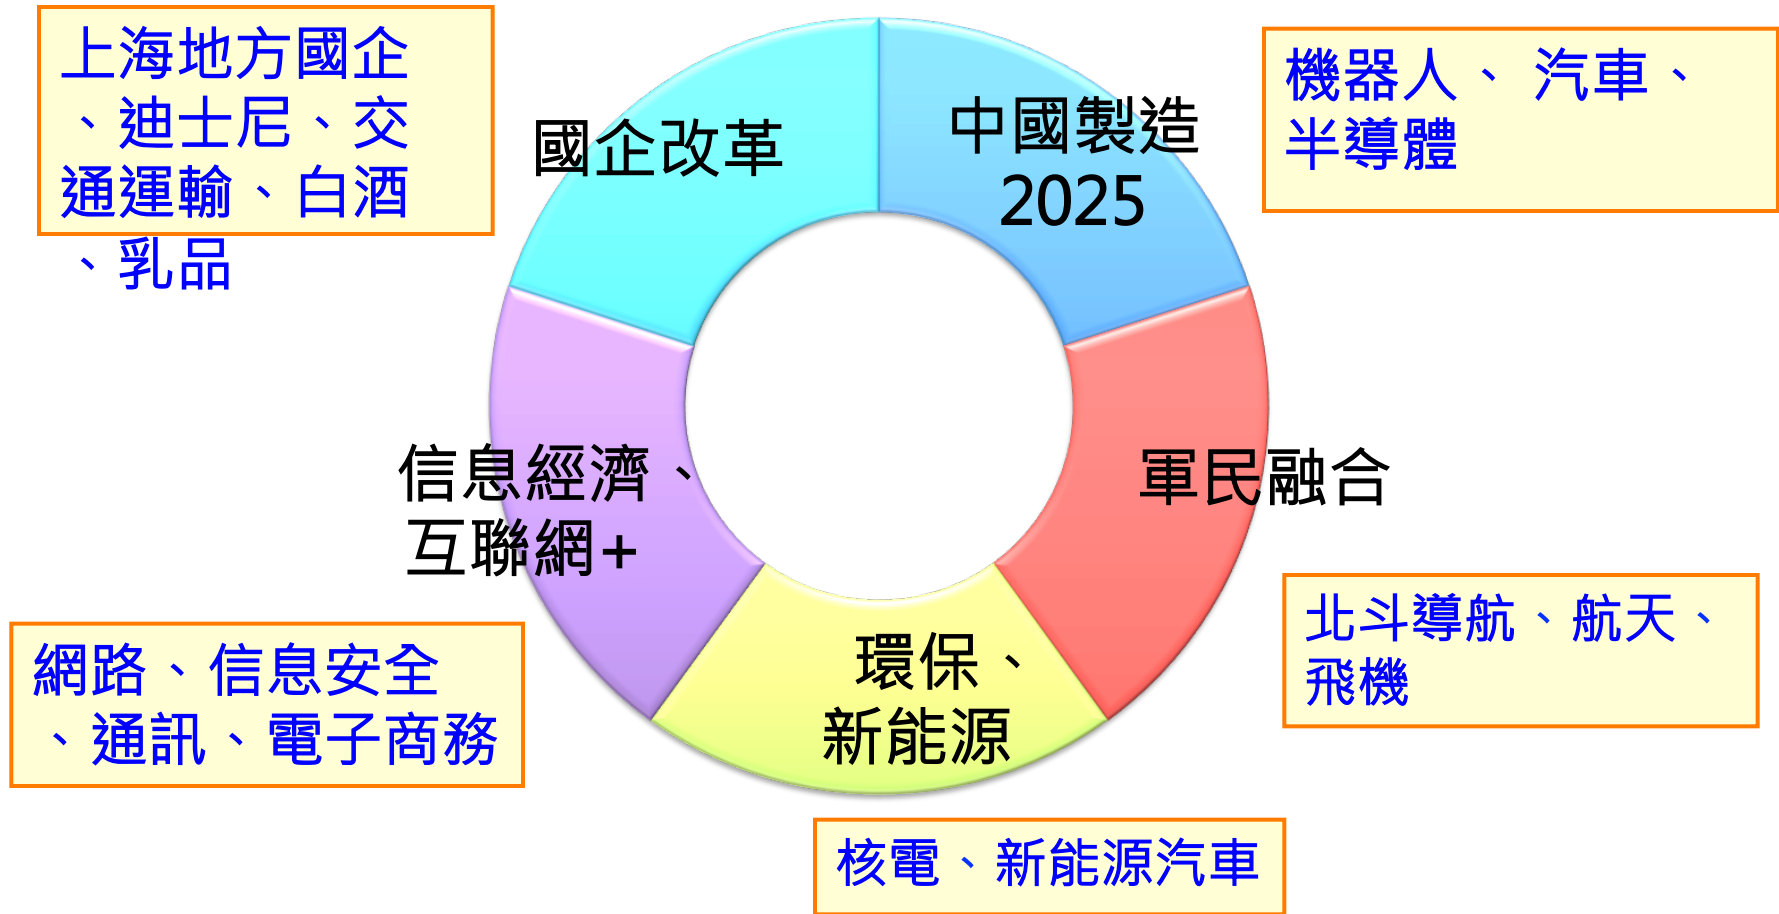 上海地方國企
、迪士尼、交
通運輸、白酒
、乳品
國企改革
中國製造
2025
機器人、 汽車、
半導體
信息經濟、
互聯網+
軍民融合
網路、信息安全
、通訊、電子商務
環保、
新能源
北斗導航、航天、
飛機
核電、新能源汽車